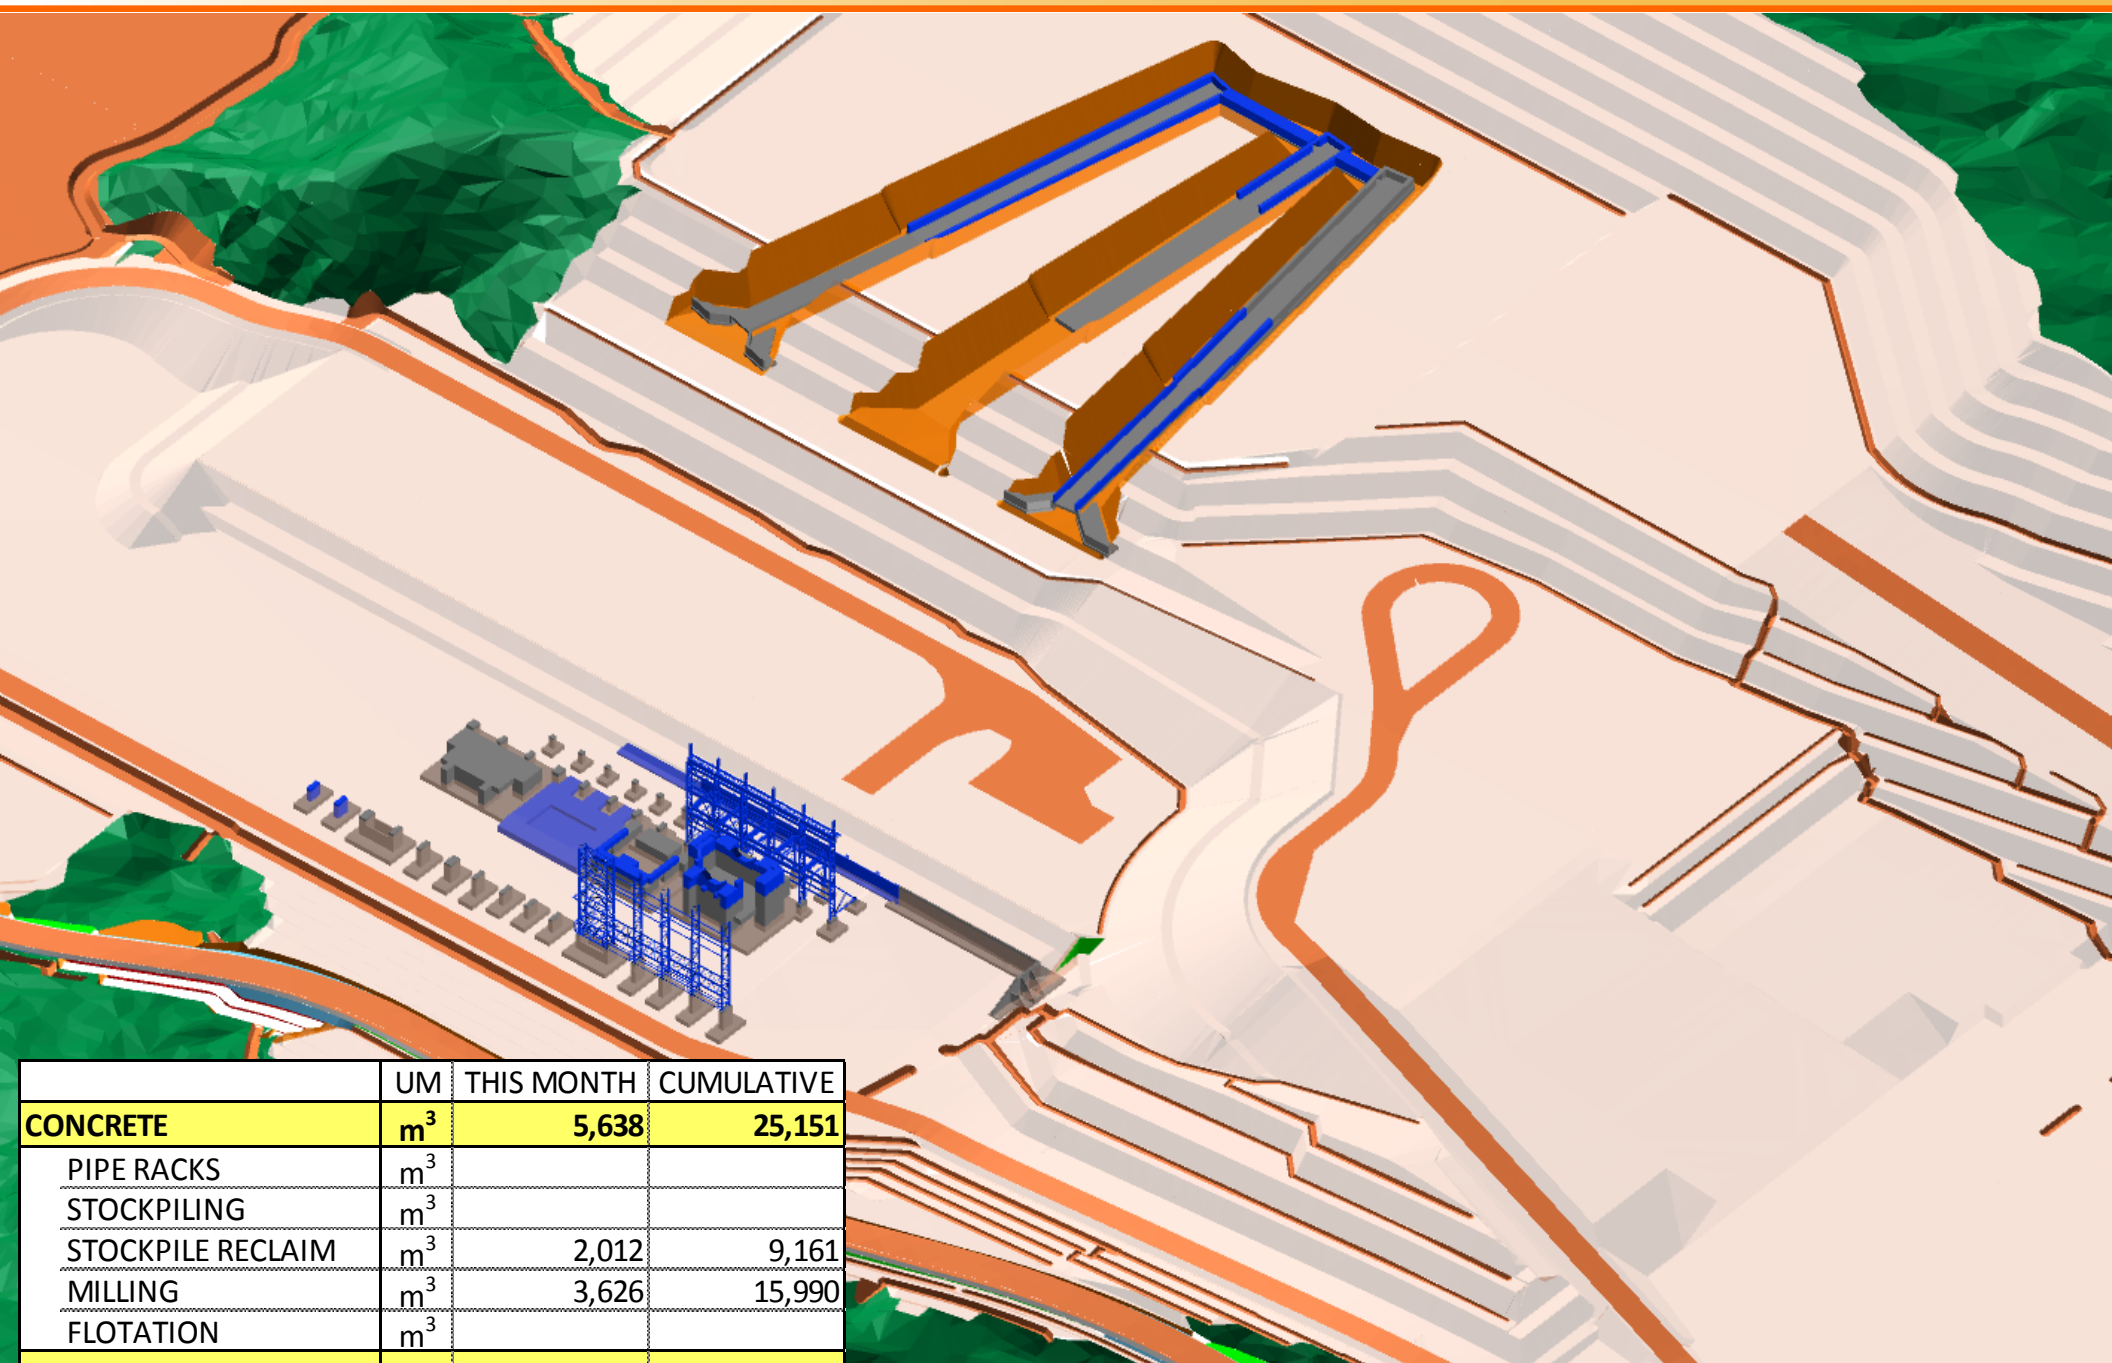 UM THIS MONTH CUMULATIVE
CONCRETE m³ 5,638 25,151
PIPE RACKS m³
STOCKPILING m³
STOCKPILE RECLAIM m³ 2,012 9,161
MILLING m³ 3,626 15,990
FLOTATION m³